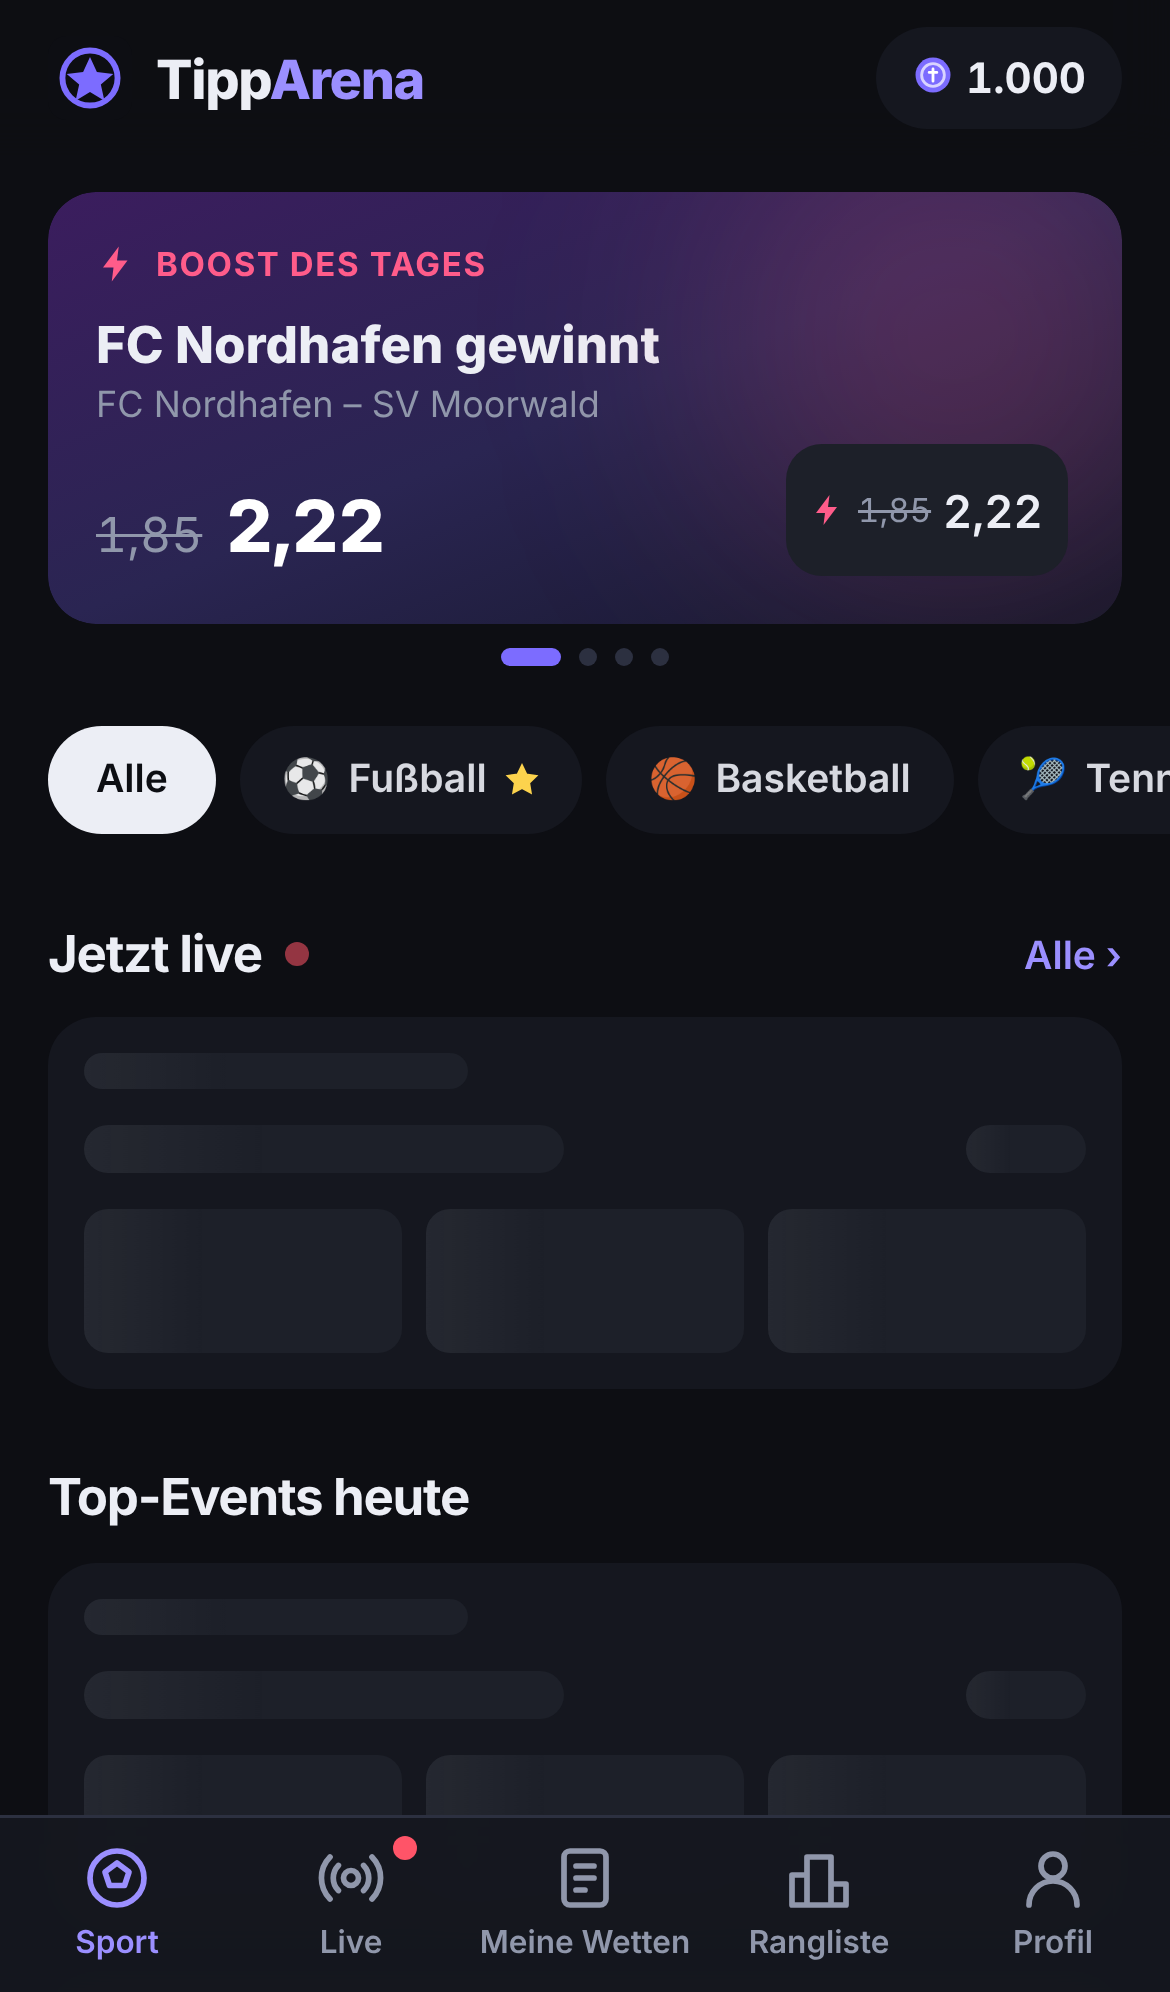 TippArena
1.000
BOOST DES TAGES
FC Nordhafen gewinnt
FC Nordhafen – SV Moorwald
1,85 2,22
1,85 2,22
Alle
Fußball
Basketball
Tenn
Jetzt live
Alle ›
Top-Events heute
Sport
Live
Meine Wetten
Rangliste
Profil